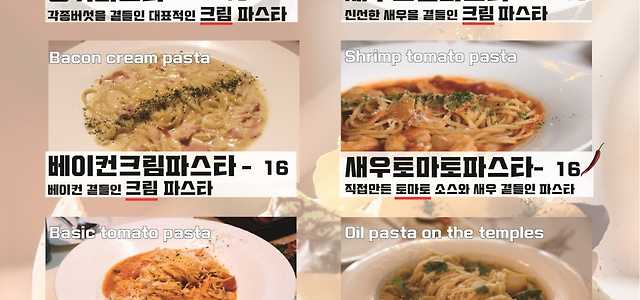 각종버섯을 곁들인 대표적인 크림 파스타
신선한 새우를 곁들인 크림 파스타
Bacon cream pasta
베이컨크림파스타 - 16
베이컨 곁들인 크림 파스타
Shrimp tomato pasta
새우토마토파스타- 16
직접만든 토마토 소스와 새우 곁들인 파스타
Basic tomato pasta
Oil pasta on the temples